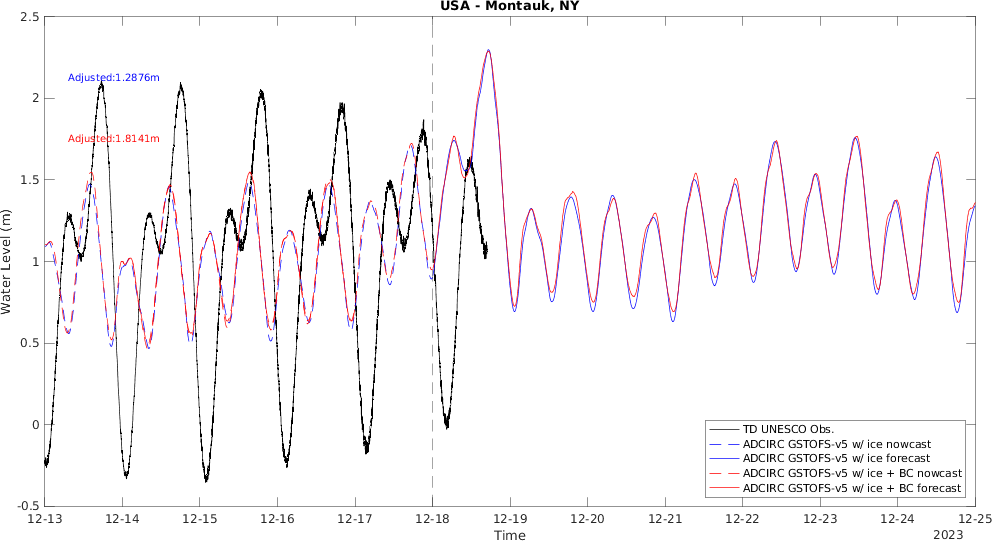 USA - Montauk, NY
2.5
2
1.5
1
0.5
0
-0.5
Water Level (m)
Adjusted:1.2876m
Adjusted:1.8141m
TD UNESCO Obs.
ADCIRC GSTOFS-v5 w/ ice nowcast
ADCIRC GSTOFS-v5 w/ ice forecast
ADCIRC GSTOFS-v5 w/ ice + BC nowcast
ADCIRC GSTOFS-v5 w/ ice + BC forecast
12-13 12-14 12-15 12-16 12-17 12-18 12-19 12-20 12-21 12-22 12-23 12-24 12-25
Time
2023